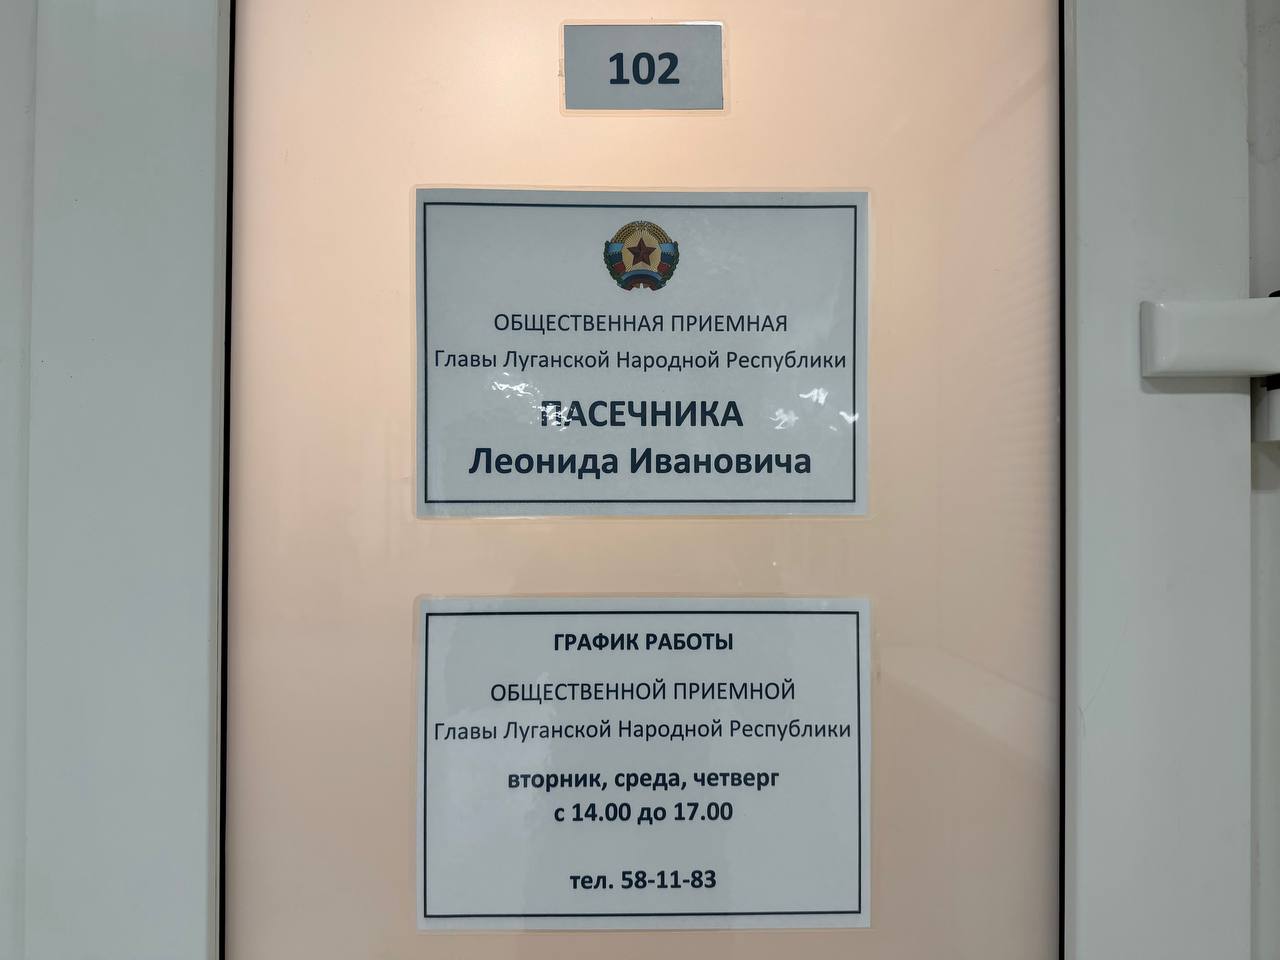 102
ОБЩЕСТВЕННАЯ ПРИЕМНАЯ
Главы Луганской Народной Республики
ПАСЕЧНИКА
Леонида Ивановича
ГРАФИК РАБОТЫ
ОБЩЕСТВЕННОЙ ПРИЕМНОЙ
Главы Луганской Народной Республики
вторник, среда, четверг
с 14.00 до 17.00
тел. 58-11-83